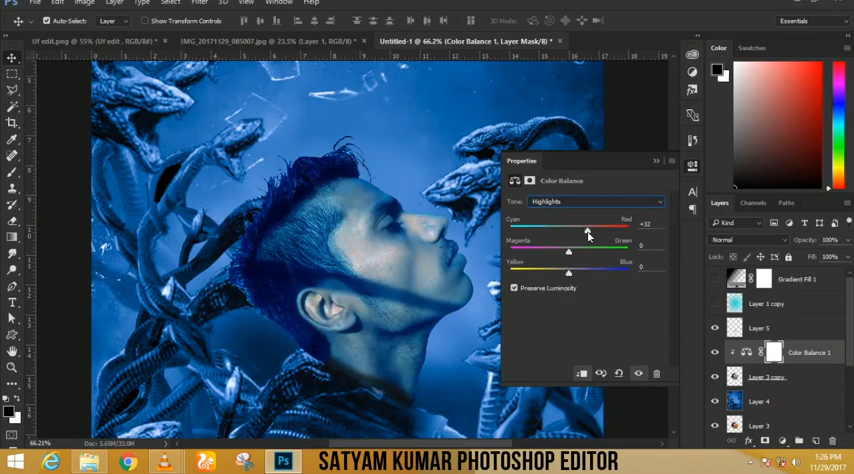 Ps File Edit Image Layer Type Select Filter 3D View Window Help
Auto-Select: Layer Show Transform Controls 3D Mode: Essentials
Uf edit.png @ 55% (Uf edit , RGB/8#) * × IMG_20171129_085007.jpg @ 23.5% (Layer 1, RGB/8) * × Untitled-1 @ 66.2% (Color Balance 1, Layer Mask/8) * ×
Properties
Color Balance
Tone: Highlights
Cyan Red +32
Magenta Green 0
Yellow Blue 0
Preserve Luminosity
Color Swatches
Layers Channels Paths
Kind
Normal Opacity: 100%
Lock: Fill: 100%
Gradient Fill 1
Layer 1 copy
Layer 5
Color Balance 1
Layer 3 copy
Layer 4
Layer 3
66.21% Doc: 5.65M/33.0M
SATYAM KUMAR PHOTOSHOP EDITOR
1:26 PM
11/29/2017